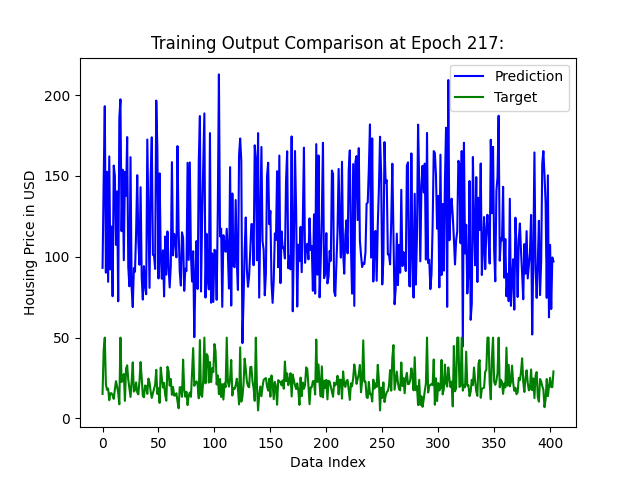 Training Output Comparison at Epoch 217:
Prediction
Target
Housing Price in USD
200
150
100
50
0
0 50 100 150 200 250 300 350 400
Data Index